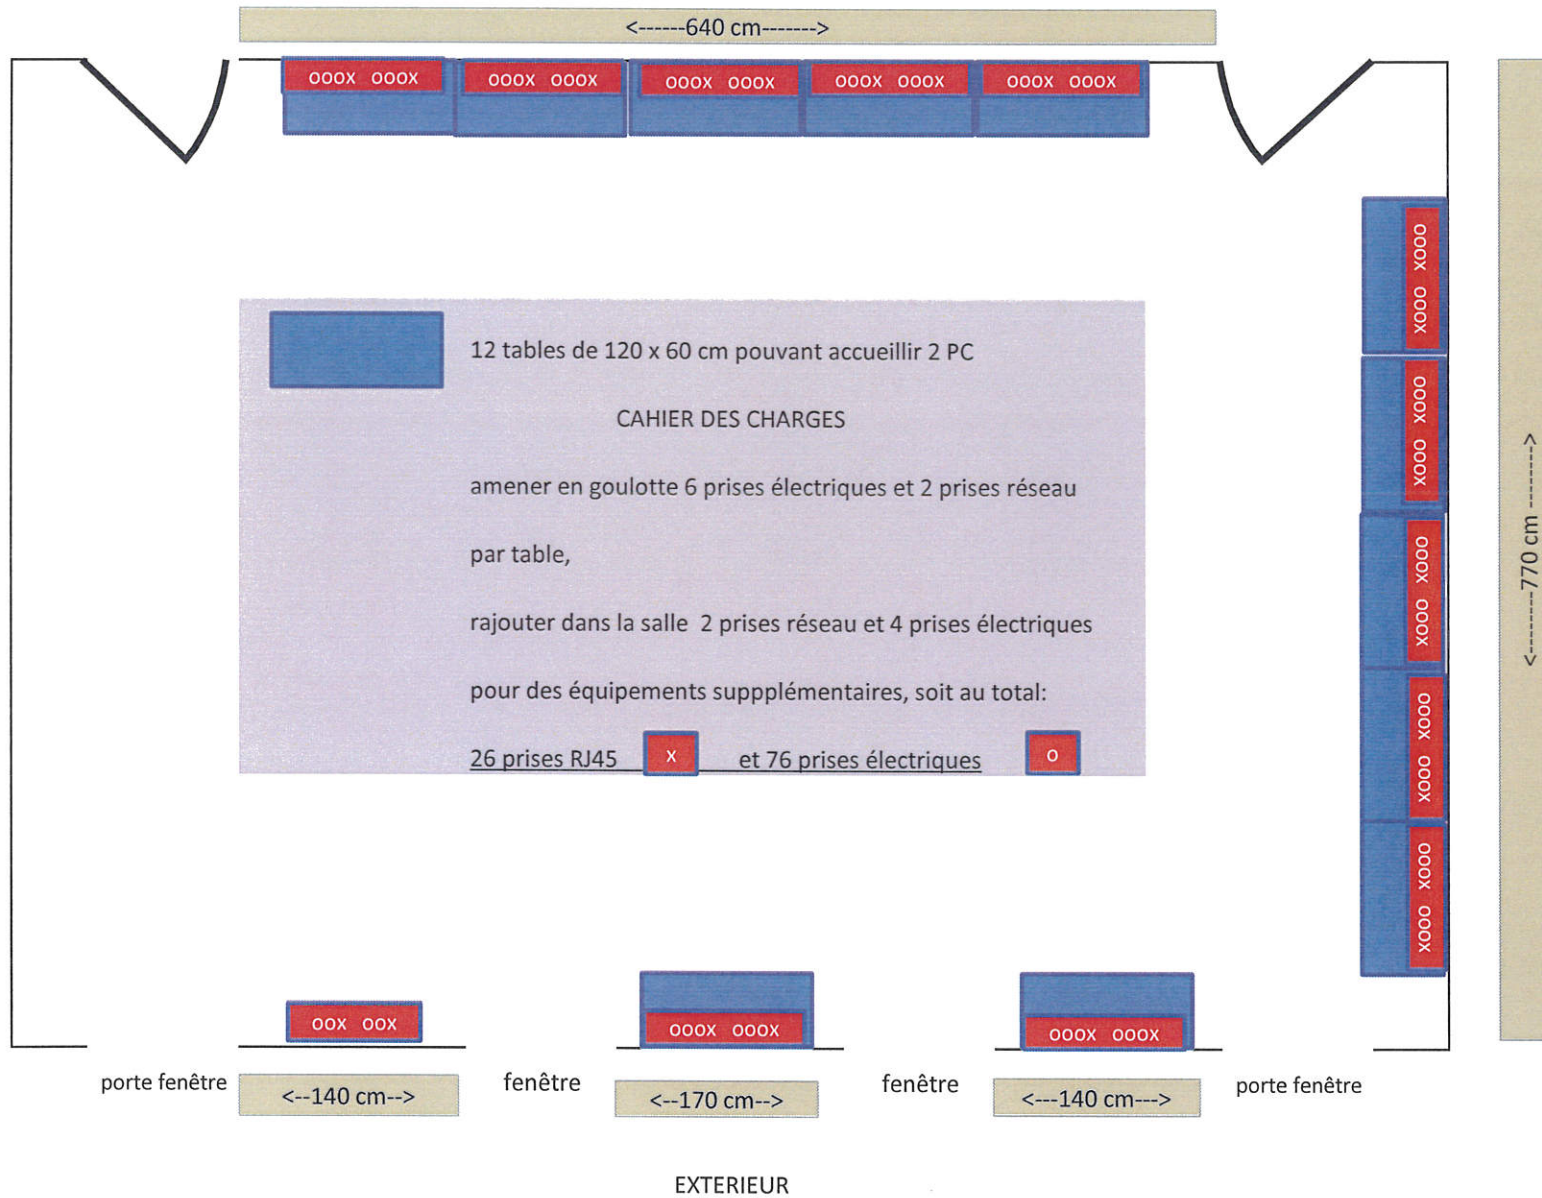 <------640 cm------->
ooox ooox ooox ooox ooox ooox ooox ooox ooox ooox
ooox ooox
ooox ooox
ooox ooox
ooox ooox
ooox ooox
<--------770 cm -------->
12 tables de 120 x 60 cm pouvant accueillir 2 PC
CAHIER DES CHARGES
amener en goulotte 6 prises électriques et 2 prises réseau
par table,
rajouter dans la salle 2 prises réseau et 4 prises électriques
pour des équipements suppplémentaires, soit au total:
26 prises RJ45 x et 76 prises électriques o
oox oox ooox ooox ooox ooox
porte fenêtre <--140 cm--> fenêtre <--170 cm--> fenêtre <---140 cm---> porte fenêtre
EXTERIEUR